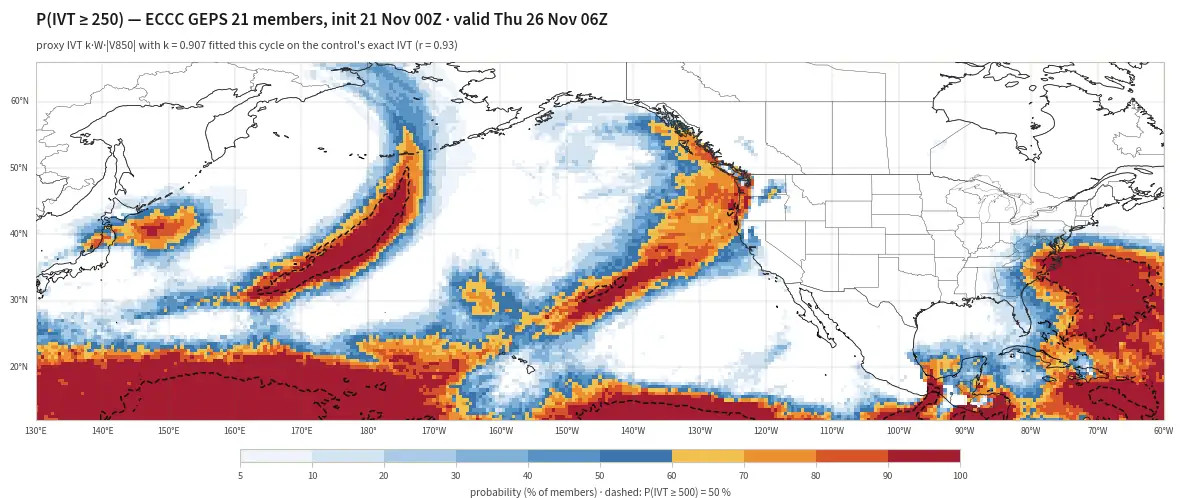 P(IVT ≥ 250) — ECCC GEPS 21 members, init 21 Nov 00Z · valid Thu 26 Nov 06Z
proxy IVT k·W·|V850| with k = 0.907 fitted this cycle on the control's exact IVT (r = 0.93)
60°N
50°N
40°N
30°N
20°N
130°E 140°E 150°E 160°E 170°E 180° 170°W 160°W 150°W 140°W 130°W 120°W 110°W 100°W 90°W 80°W 70°W 60°W
5 10 20 30 40 50 60 70 80 90 100
probability (% of members) · dashed: P(IVT ≥ 500) = 50 %